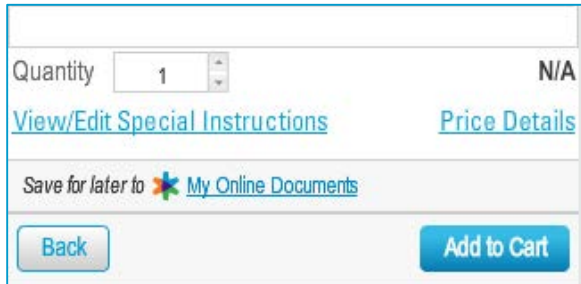 Quantity 1 N/A
View/Edit Special Instructions Price Details
Save for later to My Online Documents
Back Add to Cart